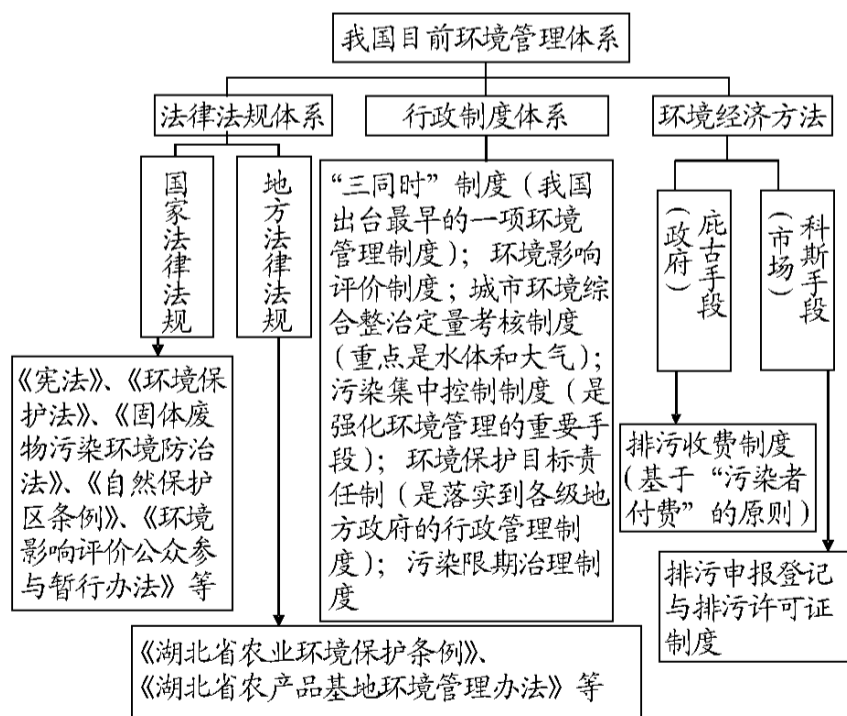 我国目前环境管理体系
法律法规体系
行政制度体系
环境经济方法
国家法律法规
地方法律法规
“三同时”制度（我国
出台最早的一项环境
管理制度）；环境影响
评价制度；城市环境综
合整治定量考核制度
（重点是水体和大气）；
污染集中控制制度（是
强化环境管理的重要手
段）；环境保护目标责
任制（是落实到各级地
方政府的行政管理制
度）；污染限期治理制
度
庇古手段
（政府）
科斯手段
（市场）
《宪法》、《环境保
护法》、《固体废
物污染环境防治
法》、《自然保护
区条例》、《环境
影响评价公众参
与暂行办法》等
排污收费制度
（基于“污染者
付费”的原则）
排污申报登记
与排污许可证
制度
《湖北省农业环境保护条例》、
《湖北省农产品基地环境管理办法》等